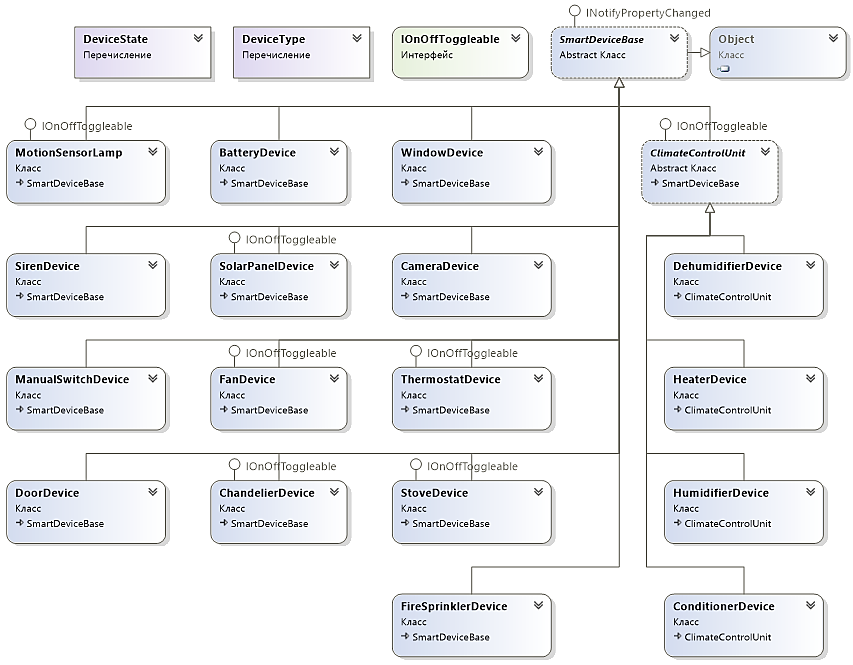 INotifyPropertyChanged
DeviceState
Перечисление
DeviceType
Перечисление
IOnOffToggleable
Интерфейс
SmartDeviceBase
Abstract Класс
Object
Класс
IOnOffToggleable
MotionSensorLamp
Класс
SmartDeviceBase
BatteryDevice
Класс
SmartDeviceBase
WindowDevice
Класс
SmartDeviceBase
IOnOffToggleable
ClimateControlUnit
Abstract Класс
SmartDeviceBase
SirenDevice
Класс
SmartDeviceBase
IOnOffToggleable
SolarPanelDevice
Класс
SmartDeviceBase
CameraDevice
Класс
SmartDeviceBase
DehumidifierDevice
Класс
ClimateControlUnit
ManualSwitchDevice
Класс
SmartDeviceBase
IOnOffToggleable
FanDevice
Класс
SmartDeviceBase
IOnOffToggleable
ThermostatDevice
Класс
SmartDeviceBase
HeaterDevice
Класс
ClimateControlUnit
DoorDevice
Класс
SmartDeviceBase
IOnOffToggleable
ChandelierDevice
Класс
SmartDeviceBase
IOnOffToggleable
StoveDevice
Класс
SmartDeviceBase
HumidifierDevice
Класс
ClimateControlUnit
FireSprinklerDevice
Класс
SmartDeviceBase
ConditionerDevice
Класс
ClimateControlUnit